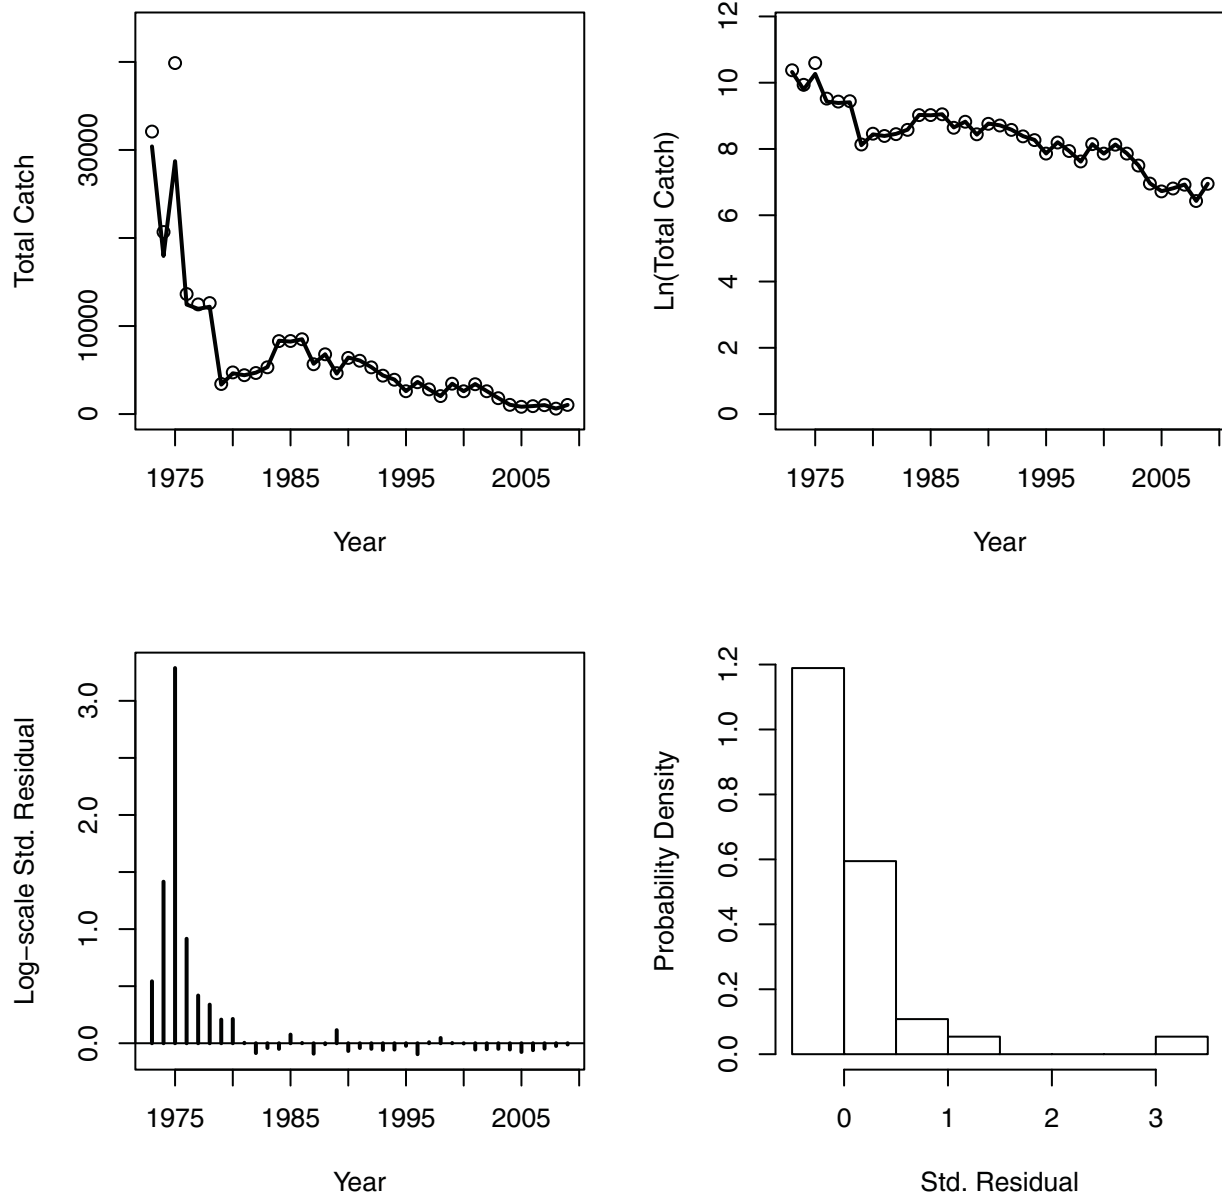 Total Catch
30000
10000
0
1975 1985 1995 2005
Year
Ln(Total Catch)
12
10
8
6
4
2
0
1975 1985 1995 2005
Year
Log−scale Std. Residual
3.0
2.0
1.0
0.0
1975 1985 1995 2005
Year
Probability Density
1.2
1.0
0.8
0.6
0.4
0.2
0.0
0 1 2 3
Std. Residual